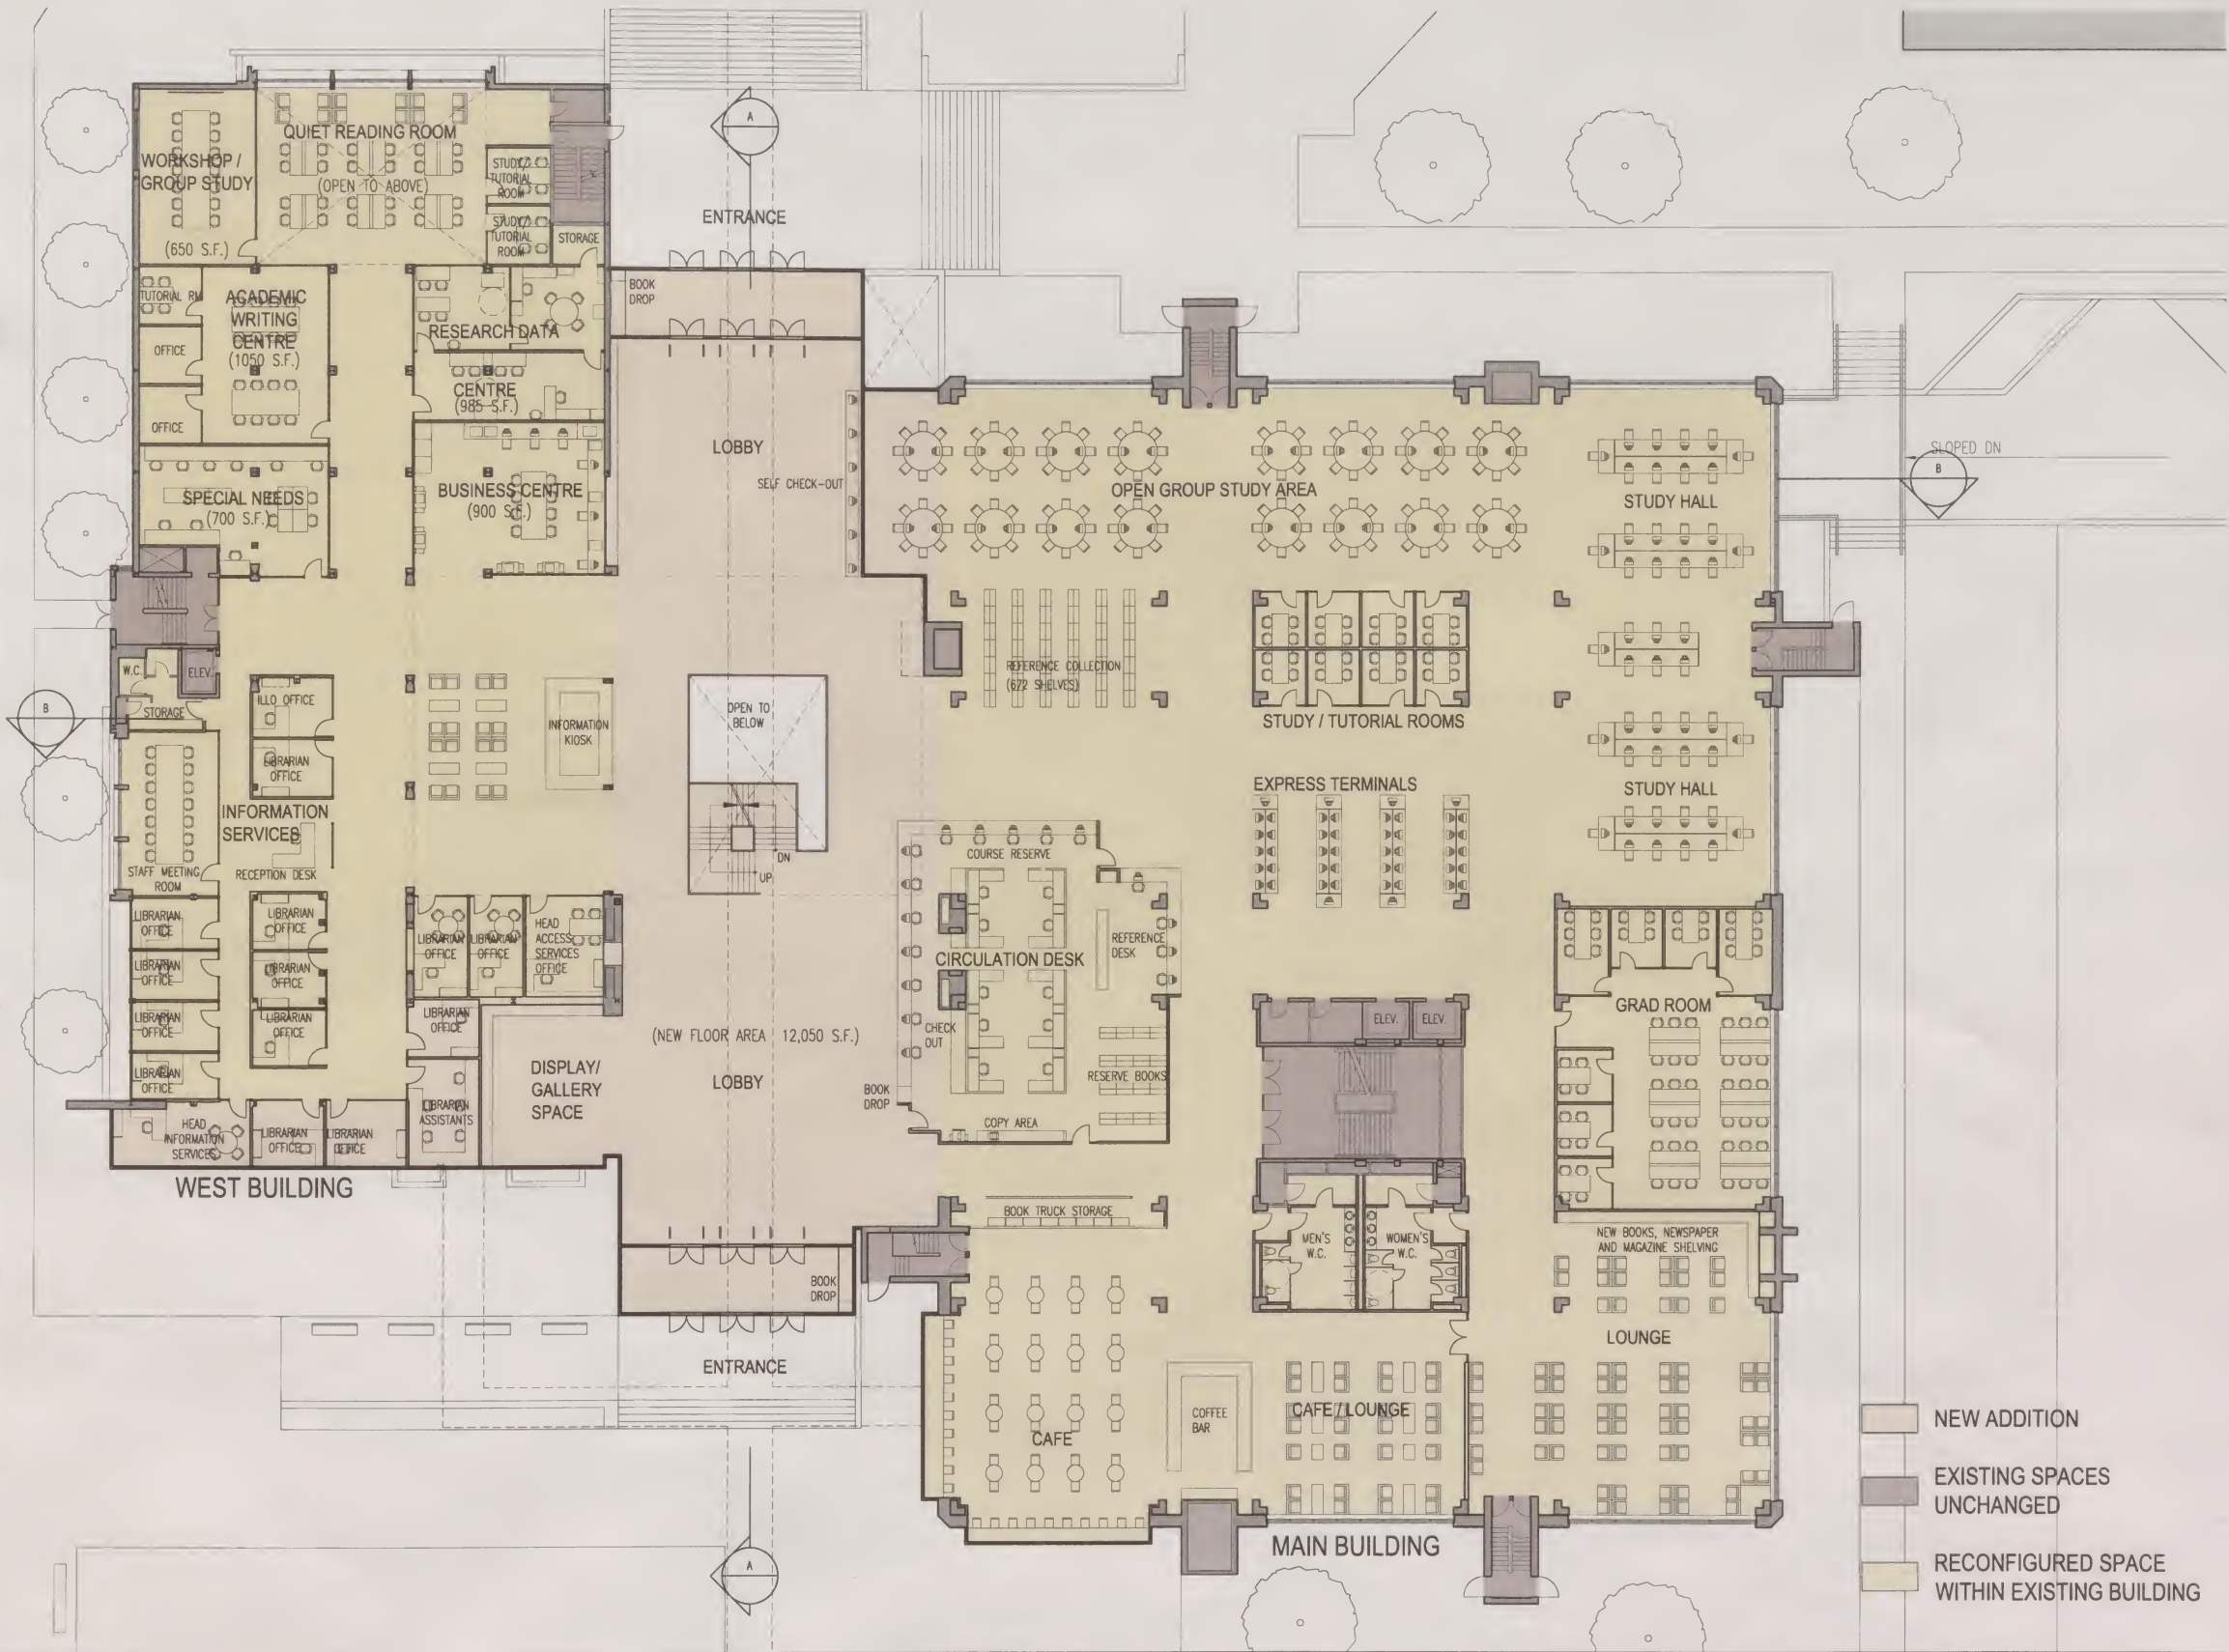 A
QUIET READING ROOM
(OPEN TO ABOVE)
WORKSHOP /
GROUP STUDY
(650 S.F.)
STUDY/
TUTORIAL
ROOM
STUDY/
TUTORIAL
ROOM
STORAGE
ENTRANCE
BOOK
DROP
TUTORIAL RM
ACADEMIC
WRITING
CENTRE
(1050 S.F.)
OFFICE
OFFICE
RESEARCH DATA
CENTRE
(985 S.F.)
LOBBY
SELF CHECK-OUT
SPECIAL NEEDS
(700 S.F.)
BUSINESS CENTRE
(900 S.F.)
OPEN GROUP STUDY AREA
STUDY HALL
SLOPED DN
B
W.C.
ELEV.
STORAGE
B
ILLO OFFICE
LIBRARIAN
OFFICE
INFORMATION
KIOSK
OPEN TO
BELOW
DN
UP
REFERENCE COLLECTION
(672 SHELVES)
STUDY / TUTORIAL ROOMS
EXPRESS TERMINALS
STUDY HALL
INFORMATION
SERVICES
STAFF MEETING
ROOM
RECEPTION DESK
COURSE RESERVE
LIBRARIAN
OFFICE
LIBRARIAN
OFFICE
LIBRARIAN
OFFICE
LIBRARIAN
OFFICE
LIBRARIAN
OFFICE
LIBRARIAN
OFFICE
LIBRARIAN
OFFICE
LIBRARIAN
OFFICE
LIBRARIAN
OFFICE
HEAD
ACCESS
SERVICES
OFFICE
LIBRARIAN
OFFICE
LIBRARIAN
ASSISTANTS
HEAD
INFORMATION
SERVICES
LIBRARIAN
OFFICE
LIBRARIAN
OFFICE
WEST BUILDING
DISPLAY/
GALLERY
SPACE
(NEW FLOOR AREA 12,050 S.F.)
LOBBY
CIRCULATION DESK
REFERENCE
DESK
CHECK
OUT
BOOK
DROP
RESERVE BOOKS
COPY AREA
BOOK TRUCK STORAGE
ELEV.
ELEV.
GRAD ROOM
MEN'S
W.C.
WOMEN'S
W.C.
NEW BOOKS, NEWSPAPER
AND MAGAZINE SHELVING
BOOK
DROP
ENTRANCE
LOUNGE
CAFE
COFFEE
BAR
CAFE / LOUNGE
MAIN BUILDING
A
NEW ADDITION
EXISTING SPACES
UNCHANGED
RECONFIGURED SPACE
WITHIN EXISTING BUILDING